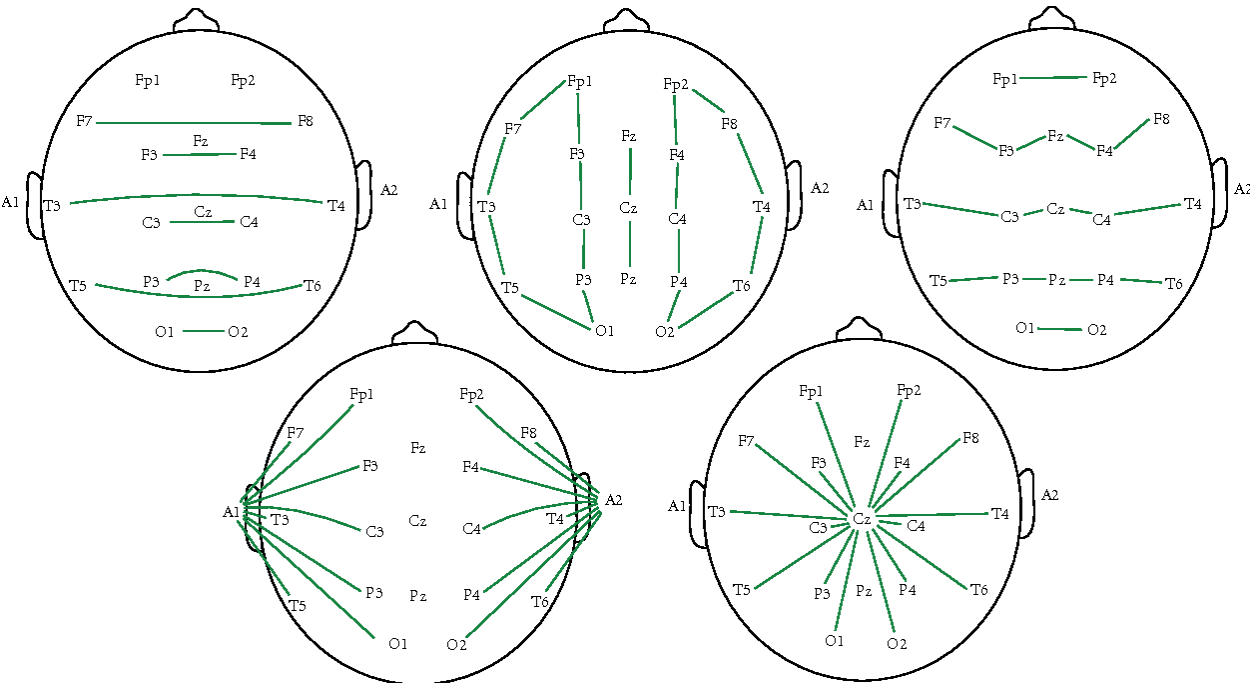 Fp1 Fp2
F7 F8
Fz
F3 F4
A1 T3 T4 A2
Cz
C3 C4
P3 P4
T5 Pz T6
O1 O2
Fp1 Fp2
F7 F8
Fz
F3 F4
A1 T3 Cz T4 A2
C3 C4
Pz
P3 P4
T5 T6
O1 O2
Fp1 Fp2
F7 F8
F3 Fz F4
A1 T3 T4 A2
C3 Cz C4
T5 P3 Pz P4 T6
O1 O2
Fp1 Fp2
F7 F8
Fz
F3 F4
A1 A2
T3 Cz T4
C3 C4
P3 Pz P4
T5 T6
O1 O2
Fp1 Fp2
F7 Fz F8
F3 F4
A1 A2
T3 Cz T4
C3 C4
T5 P3 Pz P4 T6
O1 O2